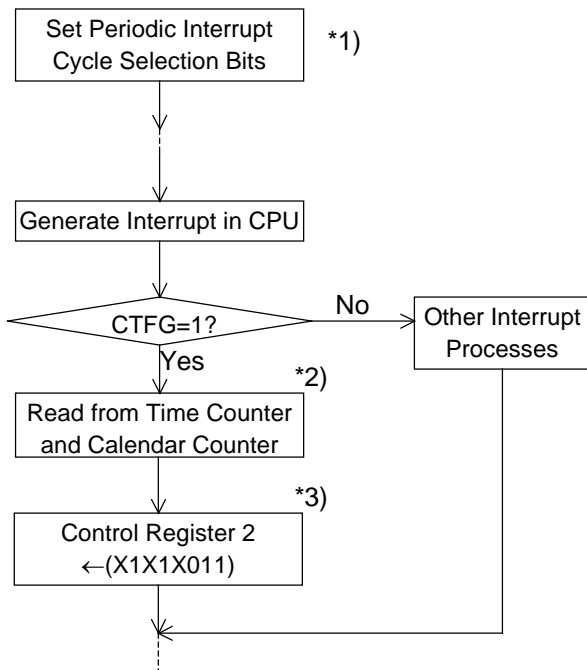 Set Periodic Interrupt
Cycle Selection Bits
*1)
Generate Interrupt in CPU
CTFG=1?
No
Other Interrupt
Processes
Yes
*2)
Read from Time Counter
and Calendar Counter
*3)
Control Register 2
←(X1X1X011)